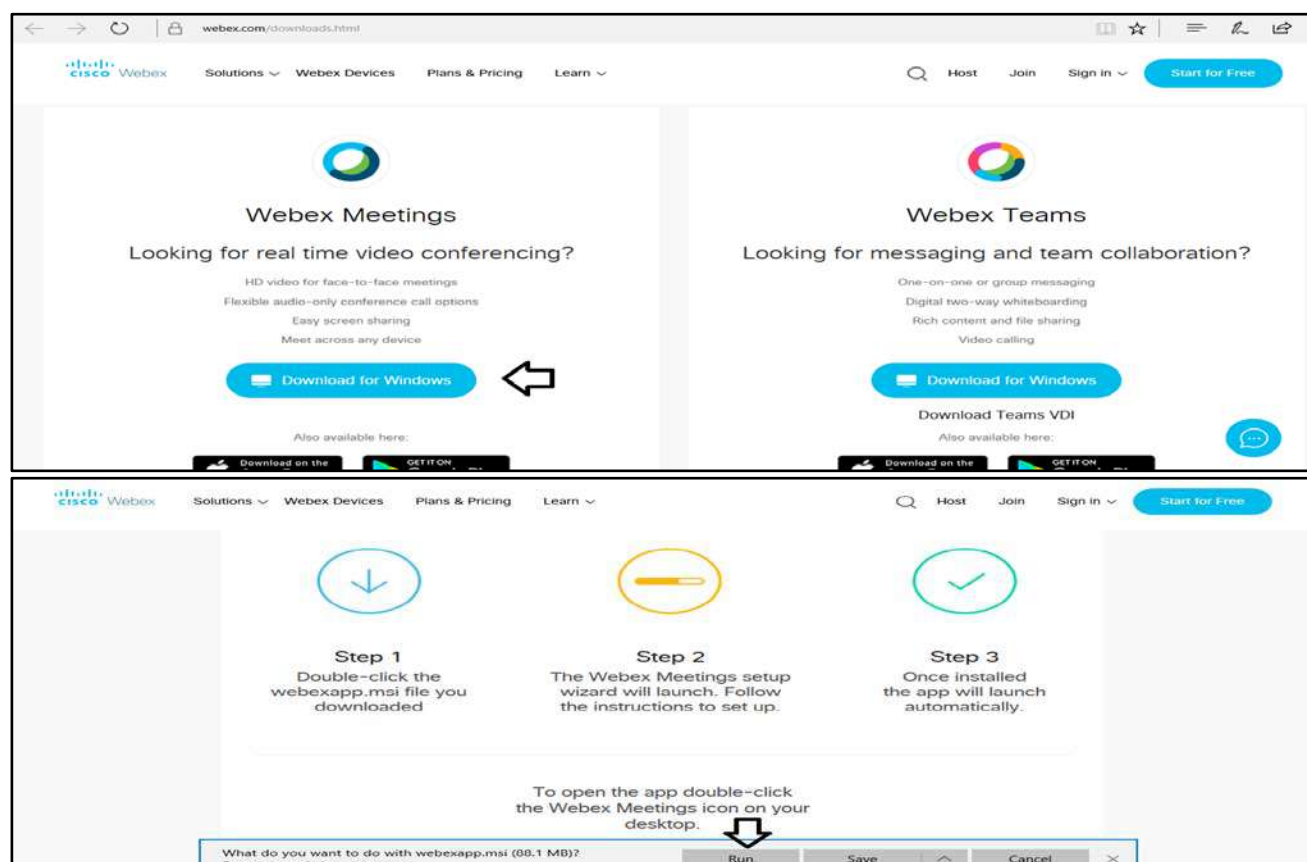 webex.com/downloads.html
cisco Webex Solutions Webex Devices Plans & Pricing Learn Host Join Sign in Start for Free
Webex Meetings
Looking for real time video conferencing?
HD video for face-to-face meetings
Flexible audio-only conference call options
Easy screen sharing
Meet across any device
Download for Windows
Also available here:
Download on the
GET IT ON
Webex Teams
Looking for messaging and team collaboration?
One-on-one or group messaging
Digital two-way whiteboarding
Rich content and file sharing
Video calling
Download for Windows
Download Teams VDI
Also available here:
Download on the
GET IT ON
cisco Webex Solutions Webex Devices Plans & Pricing Learn Host Join Sign in Start for Free
Step 1
Double-click the
webexapp.msi file you
downloaded
Step 2
The Webex Meetings setup
wizard will launch. Follow
the instructions to set up.
Step 3
Once installed
the app will launch
automatically.
To open the app double-click
the Webex Meetings icon on your
desktop.
What do you want to do with webexapp.msi (88.1 MB)?
Run Save Cancel